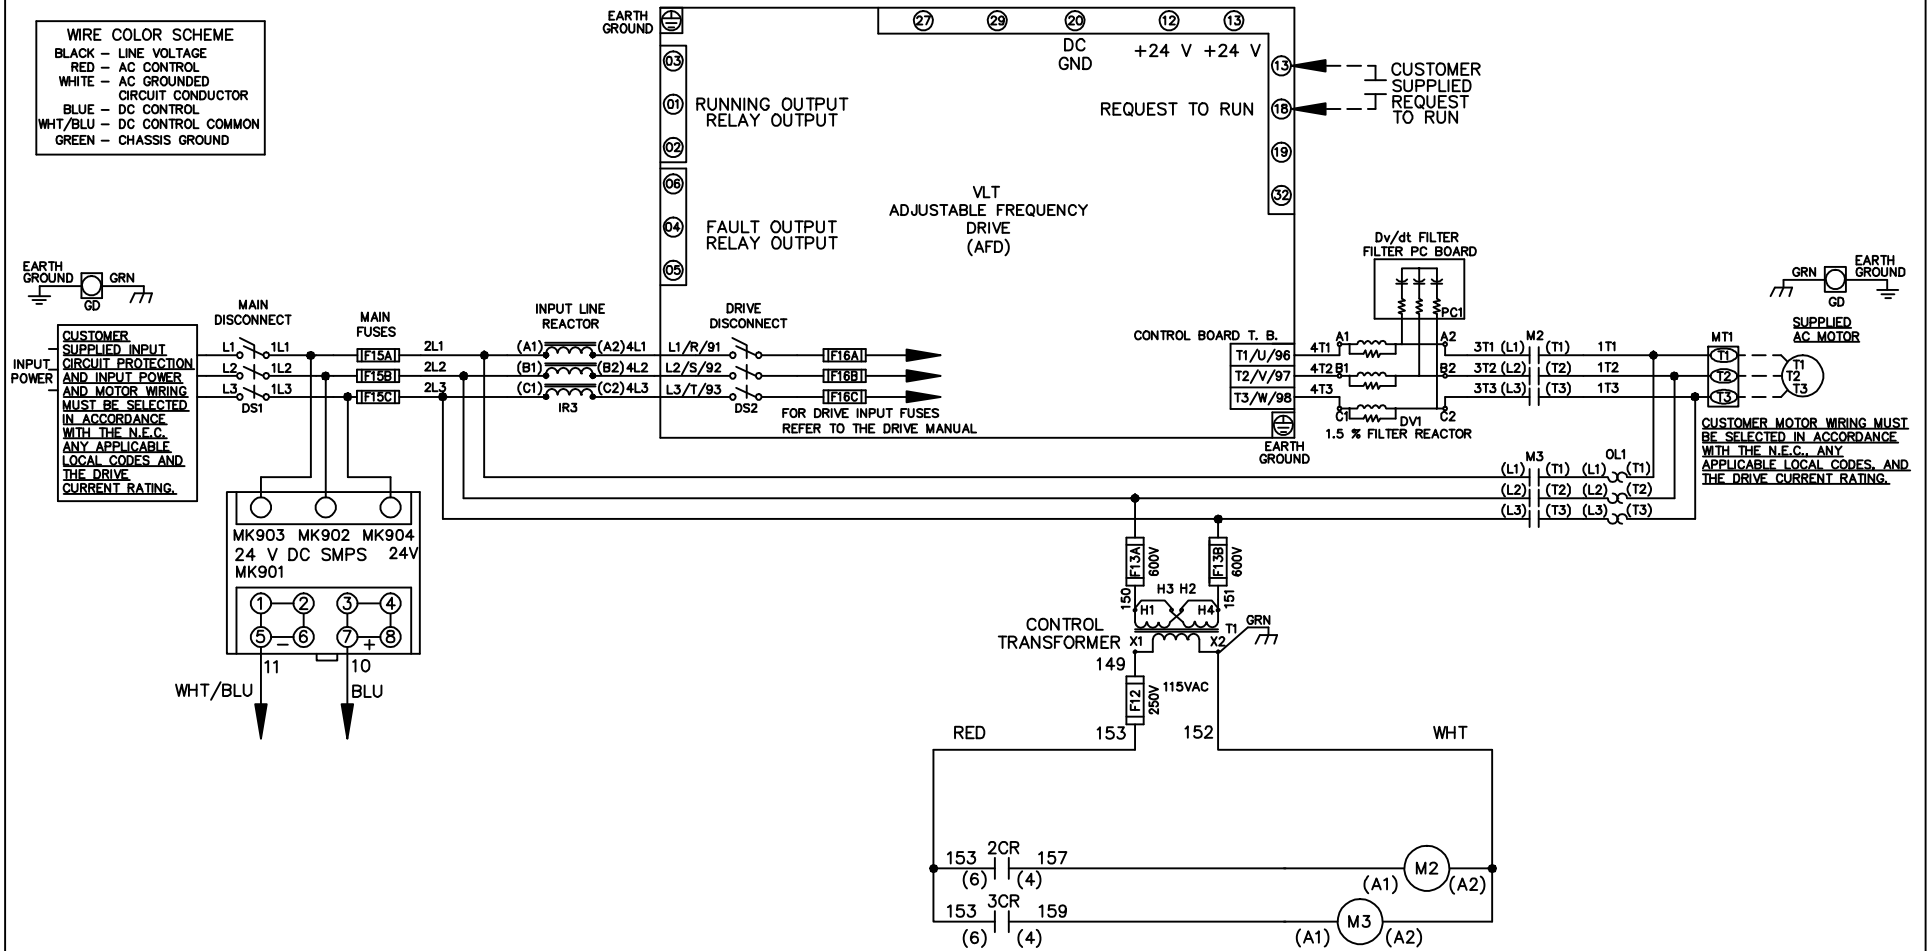 WIRE COLOR SCHEME
BLACK – LINE VOLTAGE
RED – AC CONTROL
WHITE – AC GROUNDED
CIRCUIT CONDUCTOR
BLUE – DC CONTROL
WHT/BLU – DC CONTROL COMMON
GREEN – CHASSIS GROUND
EARTH
GROUND
27 29 20 12 13
DC
GND
+24 V +24 V
03
01
02
RUNNING OUTPUT
RELAY OUTPUT
06
04
05
FAULT OUTPUT
RELAY OUTPUT
VLT
ADJUSTABLE FREQUENCY
DRIVE
(AFD)
REQUEST TO RUN
13
18
19
32
CUSTOMER
SUPPLIED
REQUEST
TO RUN
EARTH
GROUND
GRN
GD
INPUT
POWER
CUSTOMER
SUPPLIED INPUT
CIRCUIT PROTECTION
AND INPUT POWER
AND MOTOR WIRING
MUST BE SELECTED
IN ACCORDANCE
WITH THE N.E.C.
ANY APPLICABLE
LOCAL CODES AND
THE DRIVE
CURRENT RATING.
MAIN
DISCONNECT
L1 1L1
L2 1L2
L3 1L3
DS1
MAIN
FUSES
F15A
F15B
F15C
2L1
2L2
2L3
INPUT LINE
REACTOR
(A1) (A2) 4L1
(B1) (B2) 4L2
(C1) (C2) 4L3
IR3
L1/R/91
L2/S/92
L3/T/93
DRIVE
DISCONNECT
DS2
F16A
F16B
F16C
FOR DRIVE INPUT FUSES
REFER TO THE DRIVE MANUAL
CONTROL BOARD T. B.
T1/U/96
T2/V/97
T3/W/98
EARTH
GROUND
Dv/dt FILTER
FILTER PC BOARD
PC1
4T1 A1 A2
4T2 B1 B2
4T3 C1 C2
DV1
1.5 % FILTER REACTOR
M2
3T1 (L1) (T1) 1T1
3T2 (L2) (T2) 1T2
3T3 (L3) (T3) 1T3
MT1
T1
T2
T3
GRN
EARTH
GROUND
GD
SUPPLIED
AC MOTOR
T1
T2
T3
CUSTOMER MOTOR WIRING MUST
BE SELECTED IN ACCORDANCE
WITH THE N.E.C., ANY
APPLICABLE LOCAL CODES, AND
THE DRIVE CURRENT RATING.
M3 OL1
(L1) (T1) (L1) (T1)
(L2) (T2) (L2) (T2)
(L3) (T3) (L3) (T3)
MK903 MK902 MK904
24 V DC SMPS 24V
MK901
1 2 3 4
5 – 6 7 + 8
11 10
WHT/BLU BLU
F13A 600V
F13B 600V
150 151
H3 H2
H1 H4
CONTROL
TRANSFORMER
X1 X2
T1
GRN
149
F12 250V
115VAC
153 152
RED WHT
153 2CR 157
(6) (4)
M2
(A1) (A2)
153 3CR 159
(6) (4)
M3
(A1) (A2)